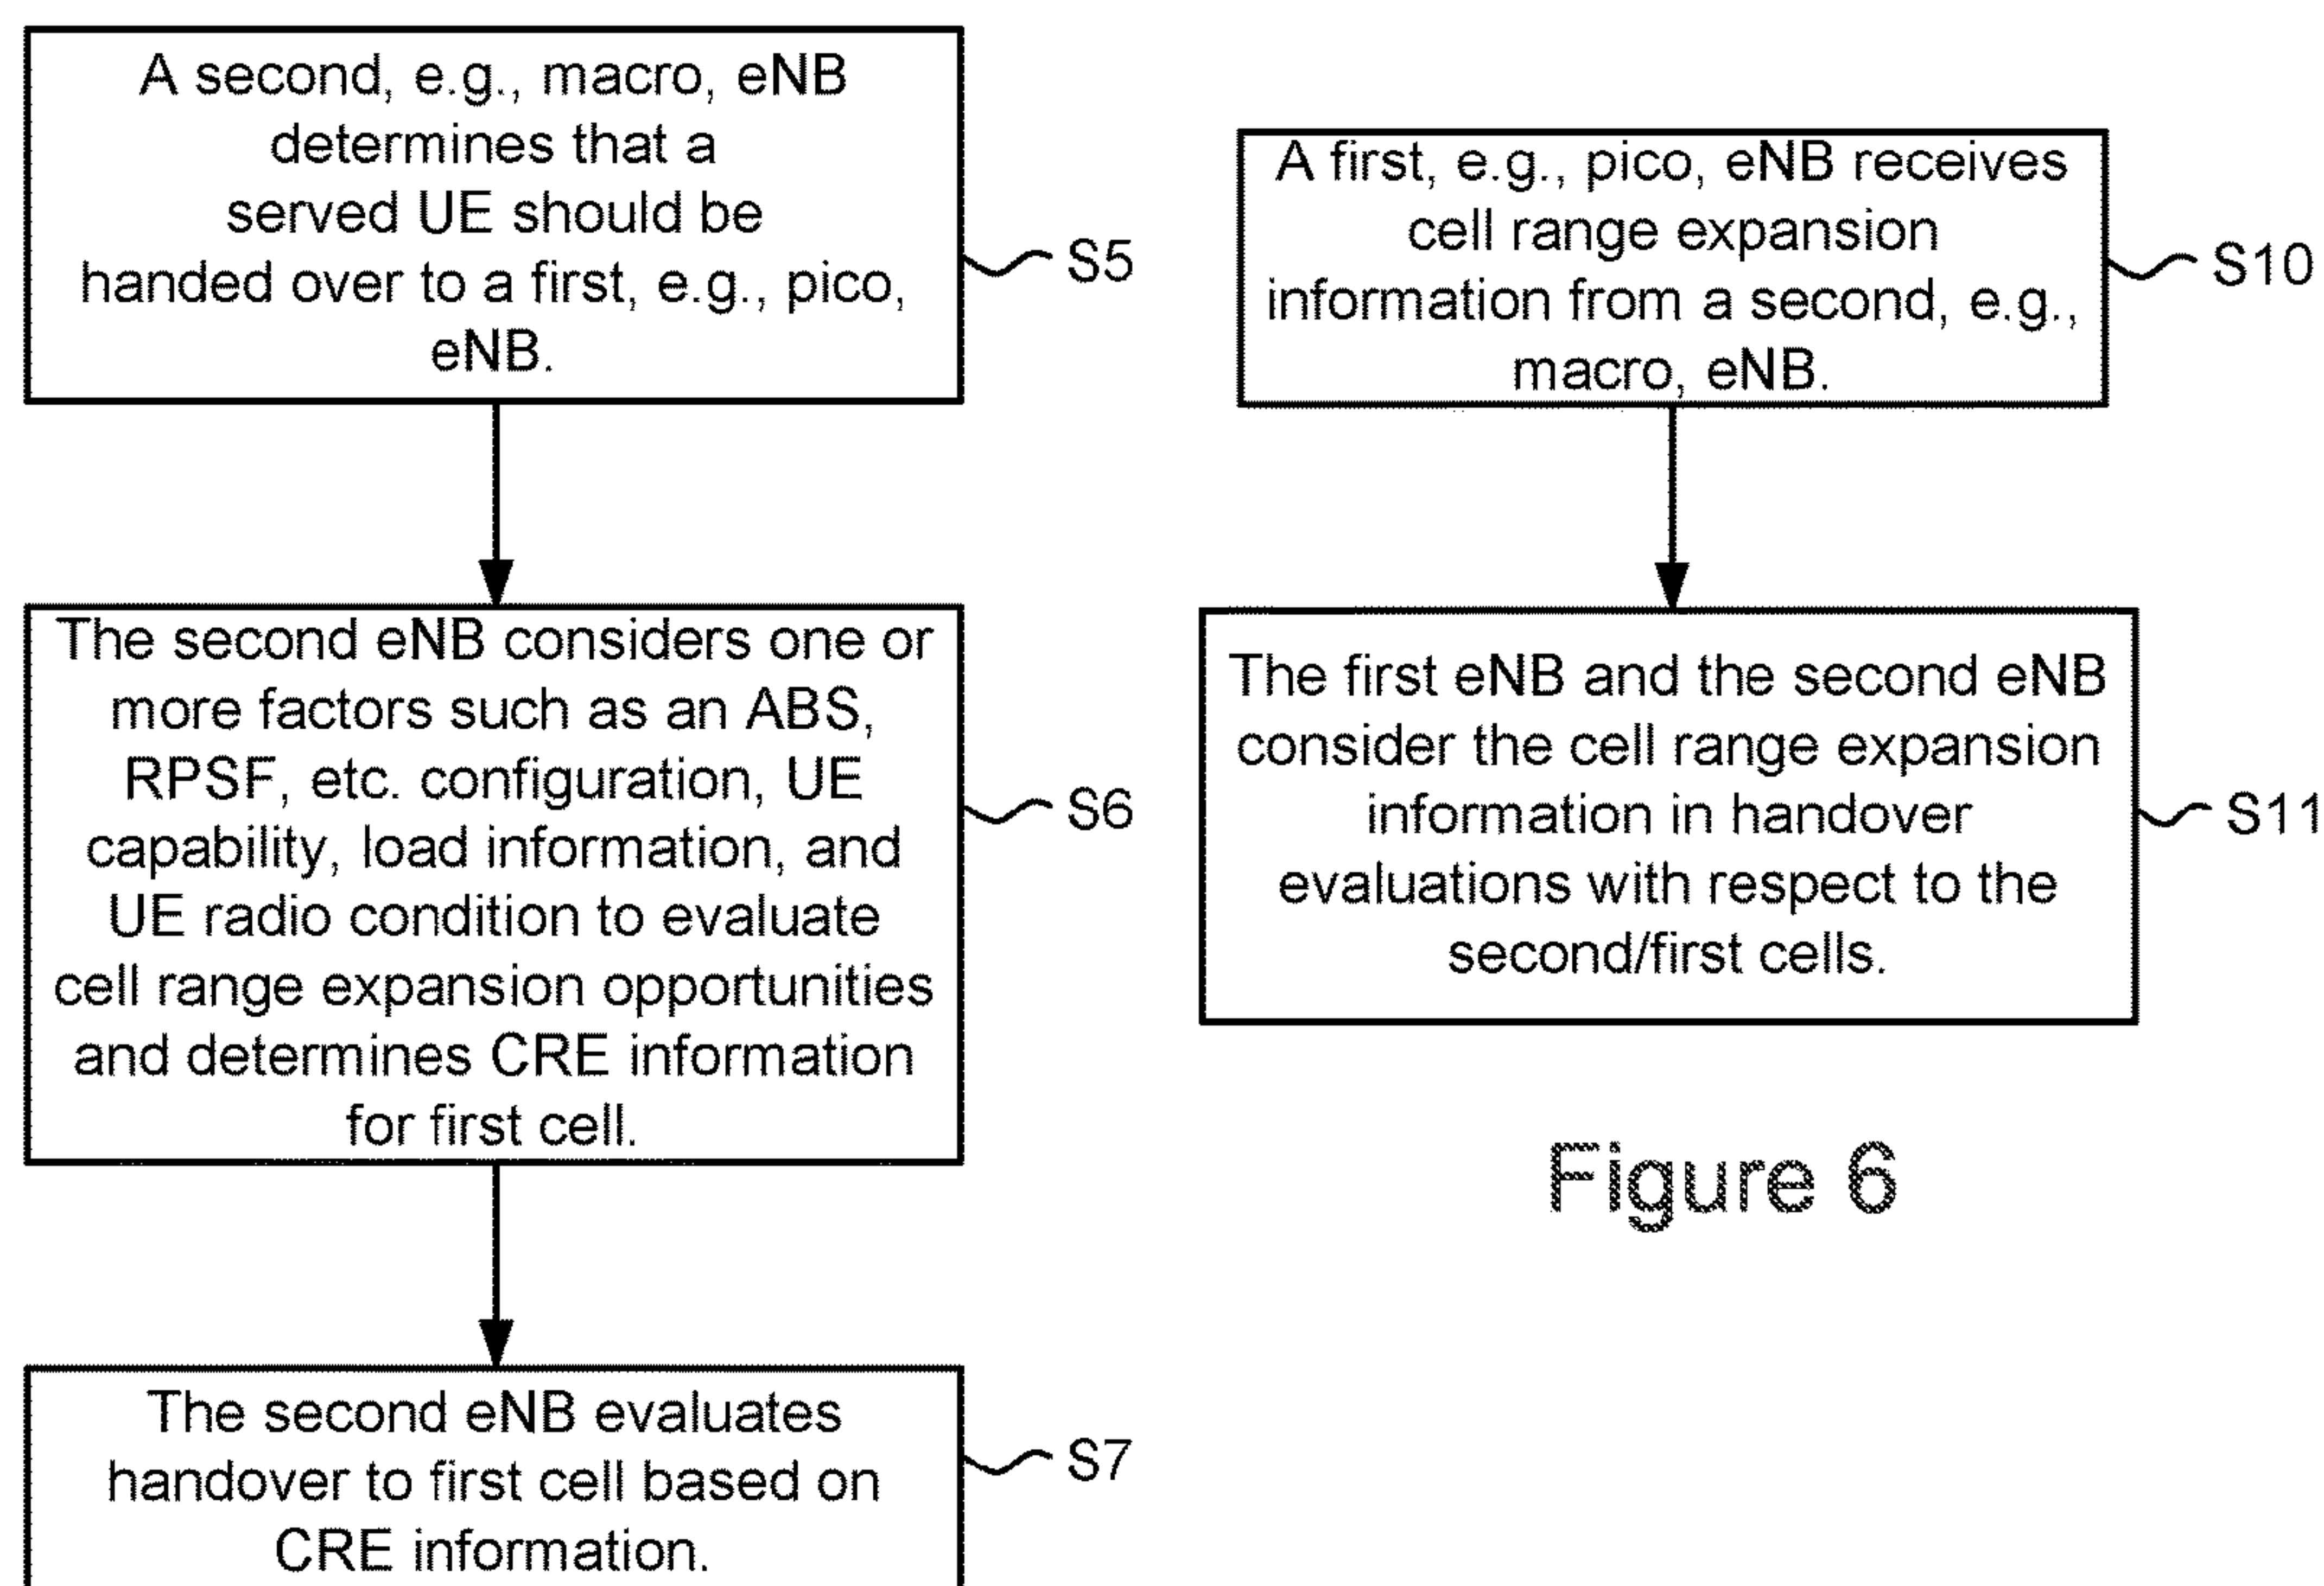 A second, e.g., macro, eNB
determines that a
served UE should be
handed over to a first, e.g., pico,
eNB.
S5
The second eNB considers one or
more factors such as an ABS,
RPSF, etc. configuration, UE
capability, load information, and
UE radio condition to evaluate
cell range expansion opportunities
and determines CRE information
for first cell.
S6
The second eNB evaluates
handover to first cell based on
CRE information.
S7
A first, e.g., pico, eNB receives
cell range expansion
information from a second, e.g.,
macro, eNB.
S10
The first eNB and the second eNB
consider the cell range expansion
information in handover
evaluations with respect to the
second/first cells.
S11
Figure 6